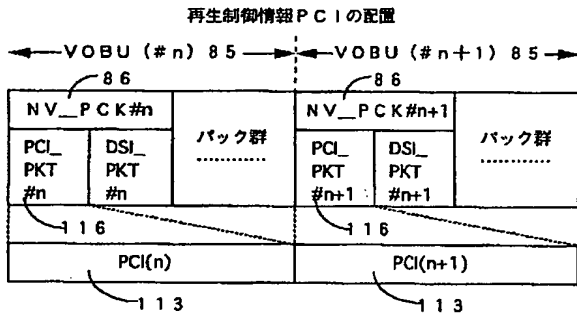 再生制御情報PCIの配置
VOBU(#n)85
VOBU(#n+1)85
86
86
NV_PCK#n
NV_PCK#n+1
PCI_
PKT
#n
DSI_
PKT
#n
パック群
PCI_
PKT
#n+1
DSI_
PKT
#n+1
パック群
116
116
PCI(n)
PCI(n+1)
113
113